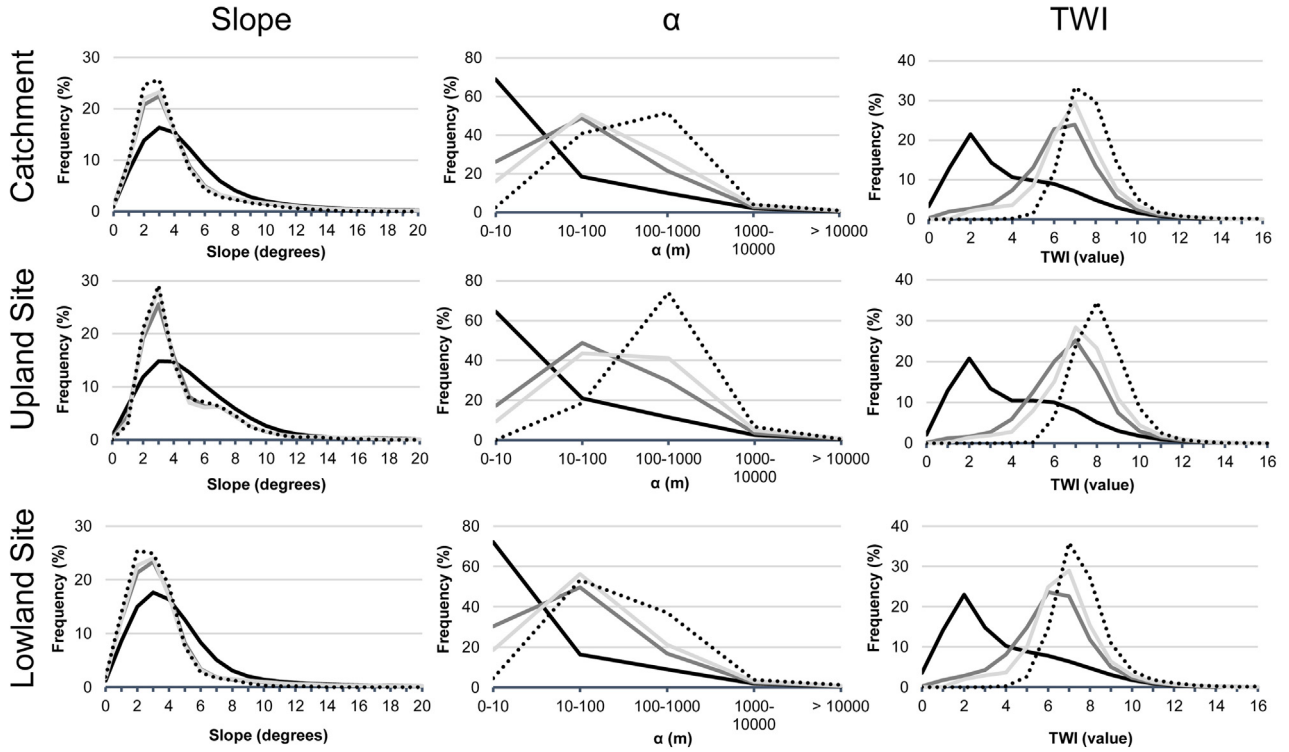 Slope α TWI
Catchment
Frequency (%)
30
20
10
0
0 2 4 6 8 10 12 14 16 18 20
Slope (degrees)
Frequency (%)
80
60
40
20
0
0-10 10-100 100-1000 1000- > 10000
10000
α (m)
Frequency (%)
40
30
20
10
0
0 2 4 6 8 10 12 14 16
TWI (value)
Upland Site
Frequency (%)
30
20
10
0
0 2 4 6 8 10 12 14 16 18 20
Slope (degrees)
Frequency (%)
80
60
40
20
0
0-10 10-100 100-1000 1000- > 10000
10000
α (m)
Frequency (%)
40
30
20
10
0
0 2 4 6 8 10 12 14 16
TWI (value)
Lowland Site
Frequency (%)
30
20
10
0
0 2 4 6 8 10 12 14 16 18 20
Slope (degrees)
Frequency (%)
80
60
40
20
0
0-10 10-100 100-1000 1000- > 10000
10000
α (m)
Frequency (%)
40
30
20
10
0
0 2 4 6 8 10 12 14 16
TWI (value)